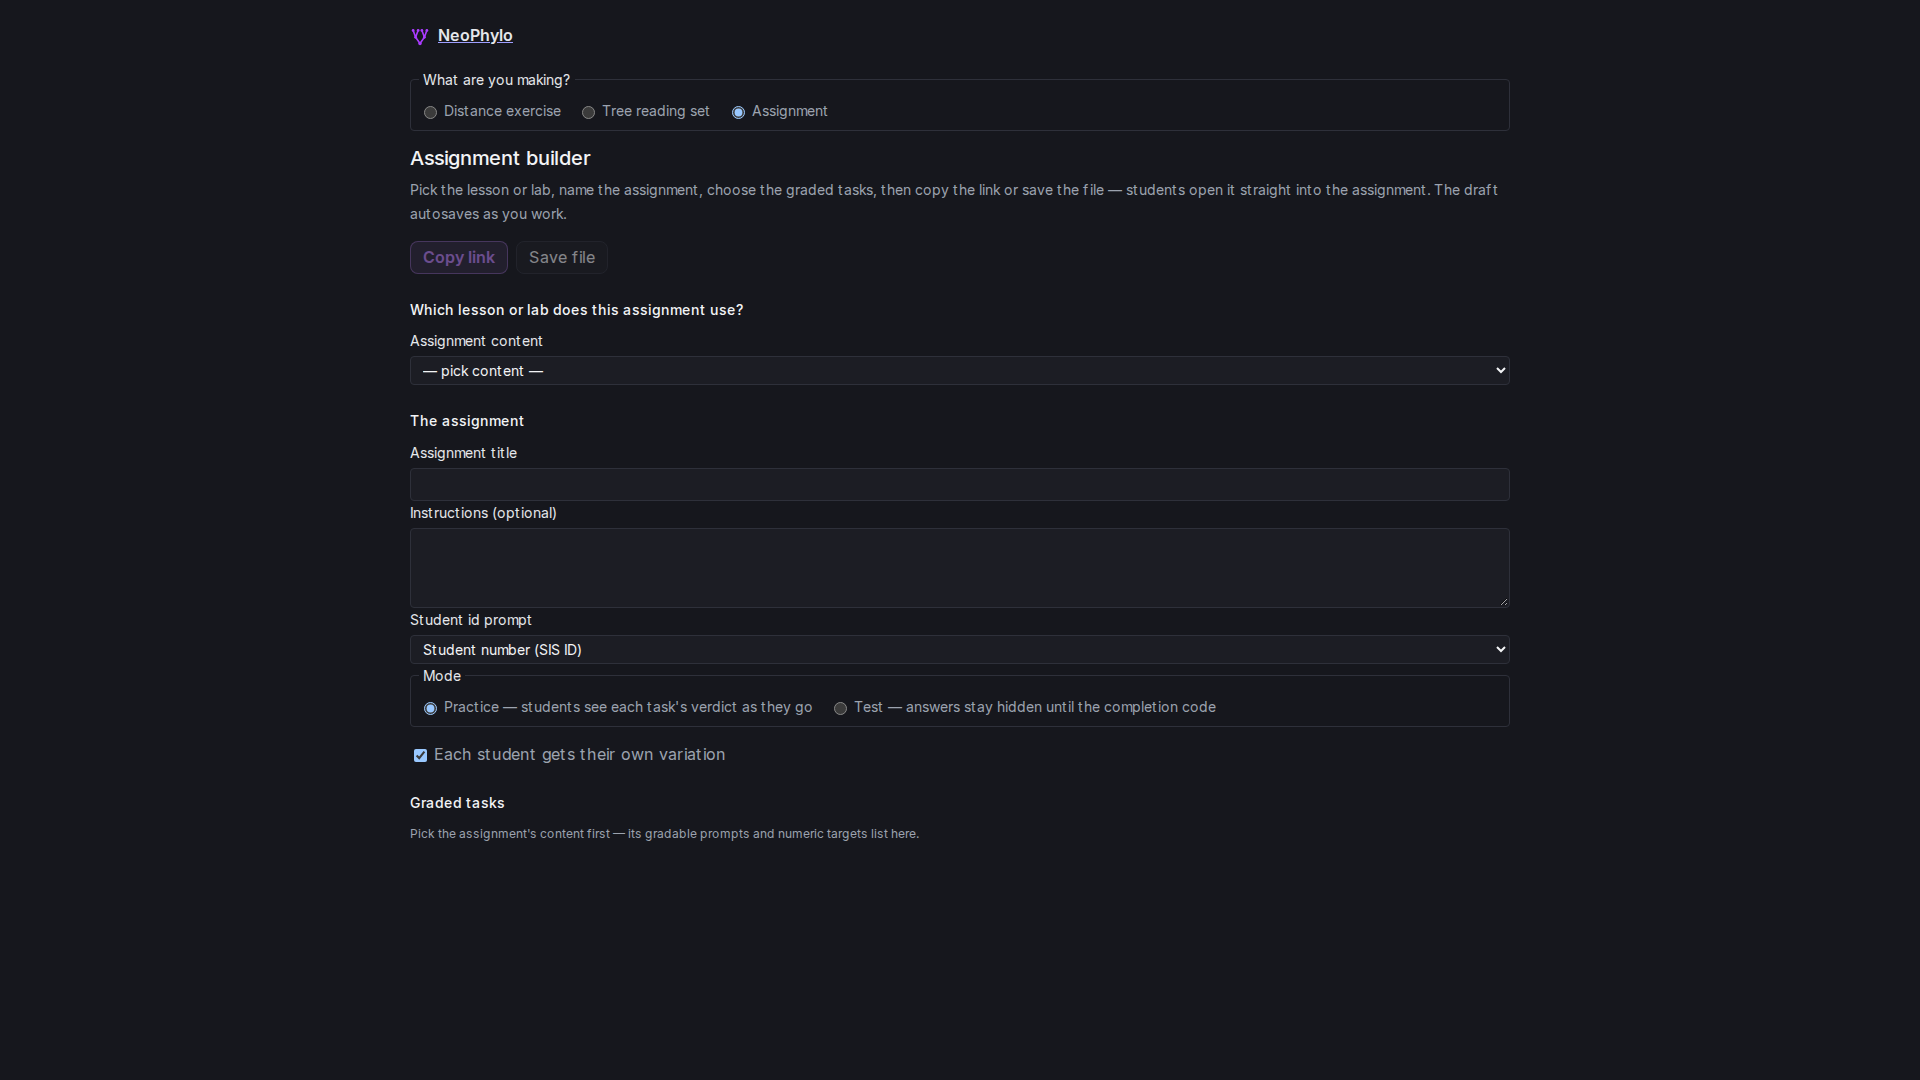 NeoPhylo
What are you making?
Distance exercise
Tree reading set
Assignment
Assignment builder
Pick the lesson or lab, name the assignment, choose the graded tasks, then copy the link or save the file — students open it straight into the assignment. The draft
autosaves as you work.
Copy link
Save file
Which lesson or lab does this assignment use?
Assignment content
— pick content —
The assignment
Assignment title
Instructions (optional)
Student id prompt
Student number (SIS ID)
Mode
Practice — students see each task's verdict as they go
Test — answers stay hidden until the completion code
Each student gets their own variation
Graded tasks
Pick the assignment's content first — its gradable prompts and numeric targets list here.